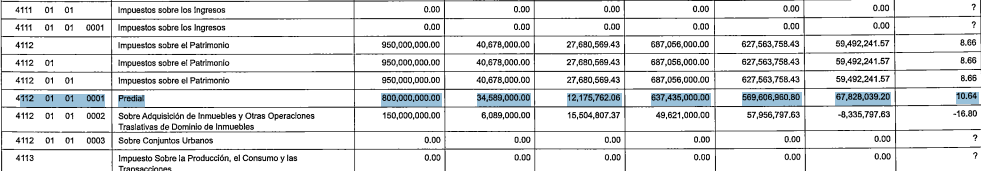 4111 01 01 Impuestos sobre los Ingresos 0.00 0.00 0.00 0.00 0.00 0.00 ?
4111 01 01 0001 Impuestos sobre los Ingresos 0.00 0.00 0.00 0.00 0.00 0.00 ?
4112 Impuestos sobre el Patrimonio 950,000,000.00 40,678,000.00 27,680,569.43 687,056,000.00 627,563,758.43 59,492,241.57 8.66
4112 01 Impuestos sobre el Patrimonio 950,000,000.00 40,678,000.00 27,680,569.43 687,056,000.00 627,563,758.43 59,492,241.57 8.66
4112 01 01 Impuestos sobre el Patrimonio 950,000,000.00 40,678,000.00 27,680,569.43 687,056,000.00 627,563,758.43 59,492,241.57 8.66
4112 01 01 0001 Predial 800,000,000.00 34,589,000.00 12,175,762.06 637,435,000.00 569,606,960.80 67,828,039.20 10.64
4112 01 01 0002 Sobre Adquisición de Inmuebles y Otras Operaciones 150,000,000.00 6,089,000.00 15,504,807.37 49,621,000.00 57,956,797.63 -8,335,797.63 -16.80
Traslativas de Dominio de Inmuebles
4112 01 01 0003 Sobre Conjuntos Urbanos 0.00 0.00 0.00 0.00 0.00 0.00 ?
4113 Impuesto Sobre la Producción, el Consumo y las 0.00 0.00 0.00 0.00 0.00 0.00 ?
Transacciones